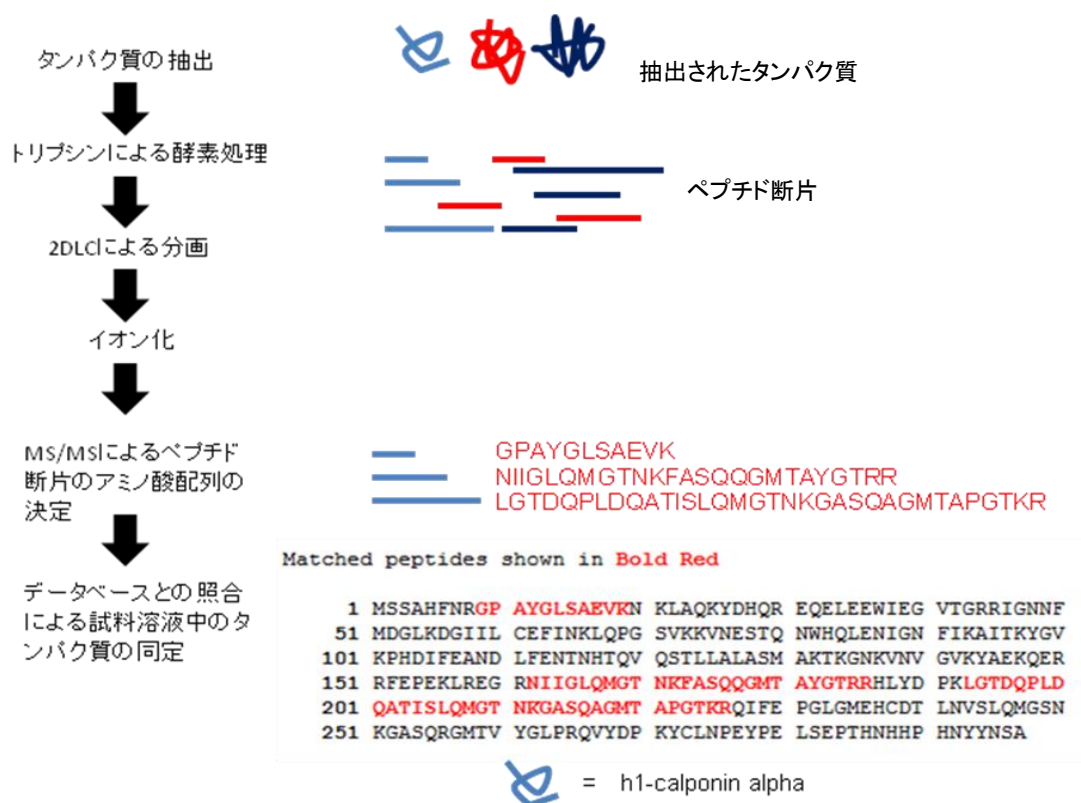 タンパク質の抽出
抽出されたタンパク質
トリプシンによる酵素処理
ペプチド断片
2DLCによる分画
イオン化
MS/MSによるペプチド
断片のアミノ酸配列の
決定
GPAYGLSAEVK
NIIGLQMGTNKFASQQGMTAYGTRR
LGTDQPLDQATISLQMGTNKGASQAGMTAPGTKR
データベースとの照合
による試料溶液中のタ
ンパク質の同定
Matched peptides shown in Bold Red
1 MSSAHFNRGP AYGLSAEVKN KLAQKYDHQR EQELEEWIEG VTGRRIGNNF
51 MDGLKDGIIL CEFINKLQPG SVKKVNESTQ NWHQLENIGN FIKAITKYGV
101 KPHDIFEAND LFENTNHTQV QSTLLALASM AKTKGNKVNV GVKYAEKQER
151 RFEPEKLREG RNIIGLQMGT NKFASQQGMT AYGTRRHLYD PKLGTDQPLD
201 QATISLQMGT NKGASQAGMT APGTKRQIFE PGLGMEHCDT LNVSLQMGSN
251 KGASQRGMTV YGLPRQVYDP KYCLNPEYPE LSEPTHNHHP HNYYNSA
= h1-calponin alpha